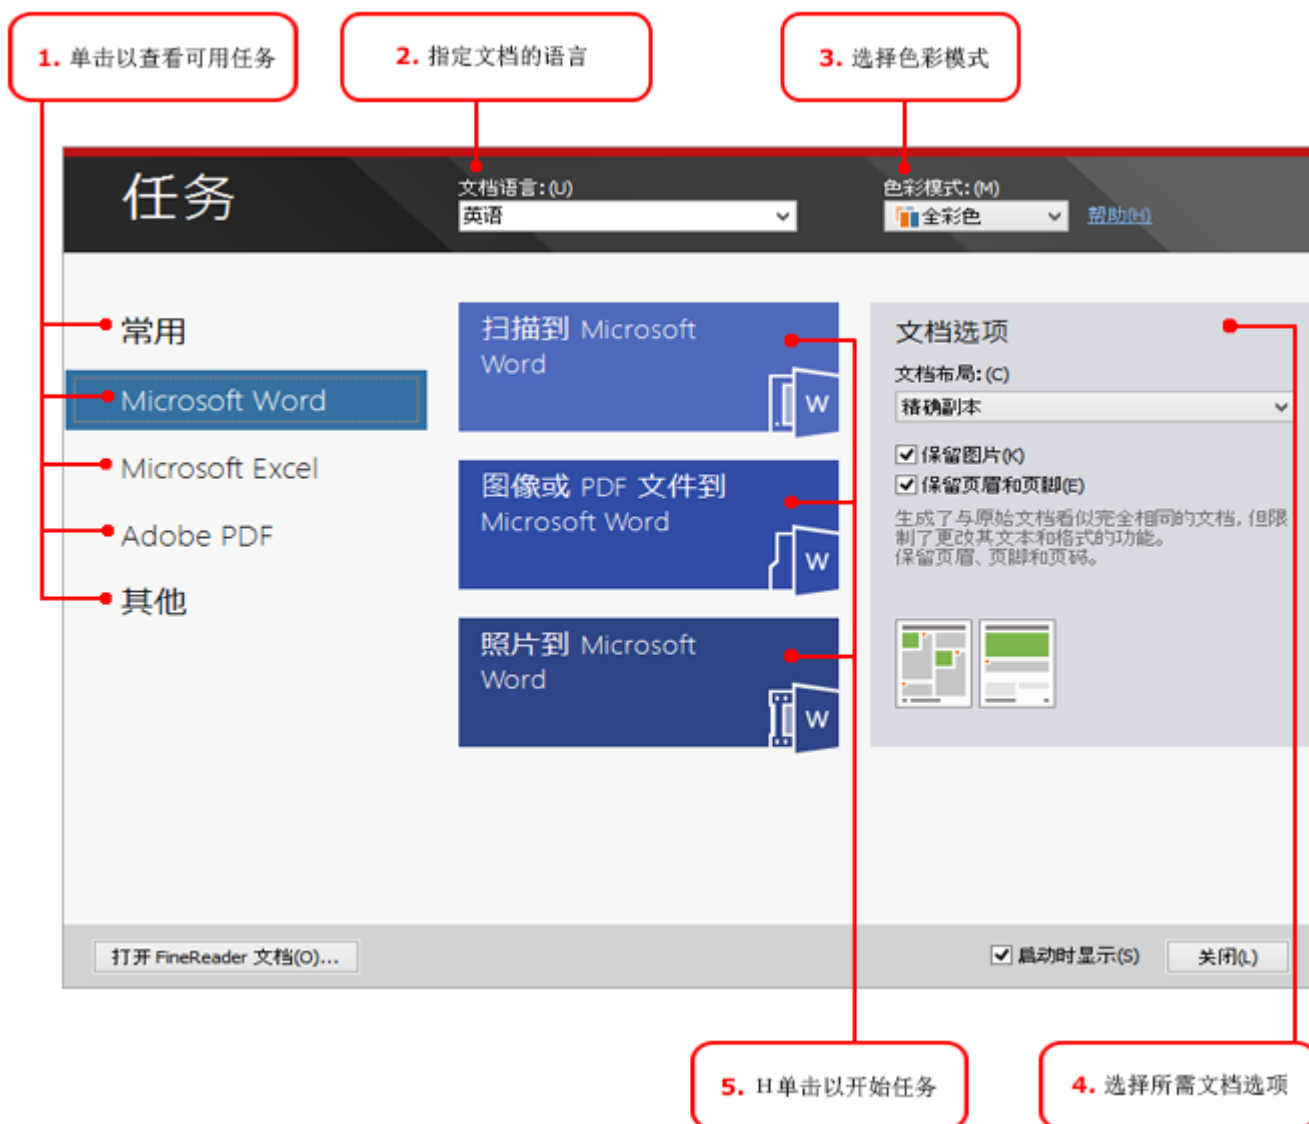 1. 单击以查看可用任务
2. 指定文档的语言
3. 选择色彩模式
任务
文档语言:(U)
英语
色彩模式:(M)
全彩色
帮助(H)
常用
Microsoft Word
Microsoft Excel
Adobe PDF
其他
扫描到 Microsoft
Word
W
图像或 PDF 文件到
Microsoft Word
W
照片到 Microsoft
Word
W
文档选项
文档布局:(C)
精确副本
保留图片(K)
保留页眉和页脚(E)
生成了与原始文档看似完全相同的文档, 但限
制了更改其文本和格式的功能。
保留页眉、页脚和页码。
打开 FineReader 文档(O)...
启动时显示(S)
关闭(L)
5. H单击以开始任务
4. 选择所需文档选项